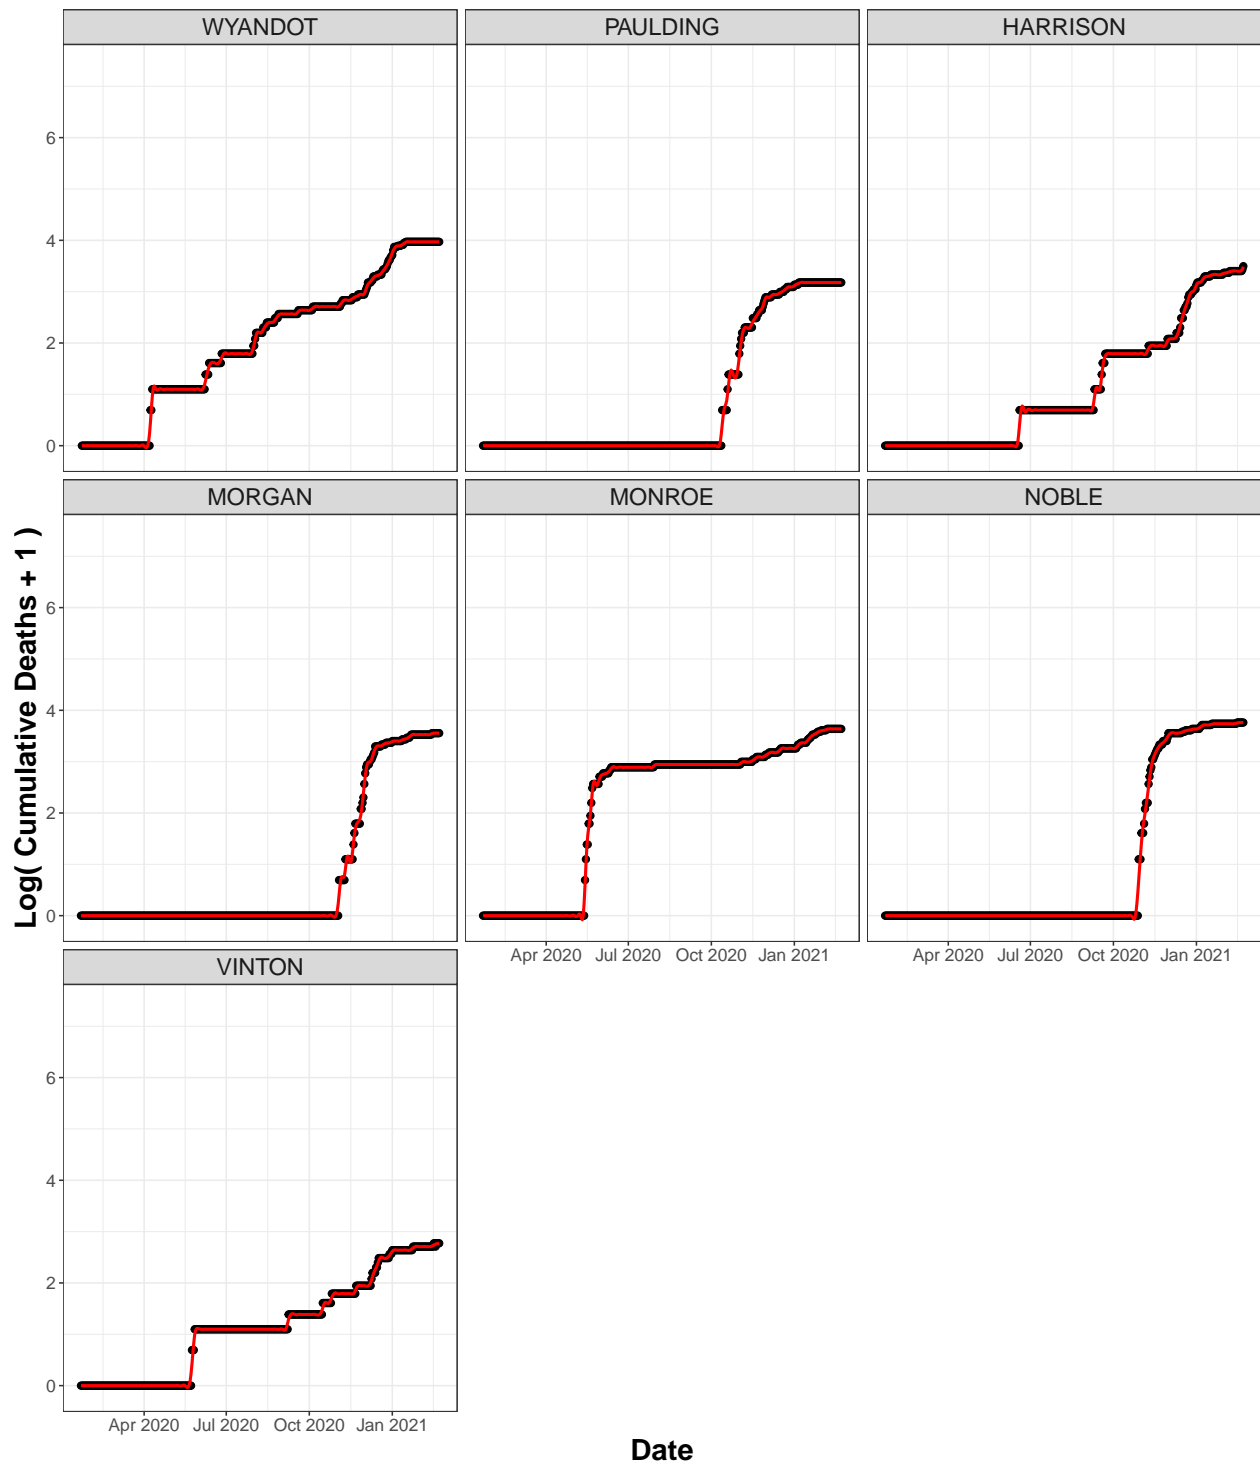 WYANDOT PAULDING HARRISON
6
4
2
0
MORGAN MONROE NOBLE
6
4
2
0
Apr 2020 Jul 2020 Oct 2020 Jan 2021 Apr 2020 Jul 2020 Oct 2020 Jan 2021
VINTON
6
4
2
0
Apr 2020 Jul 2020 Oct 2020 Jan 2021
Log( Cumulative Deaths + 1 )
Date